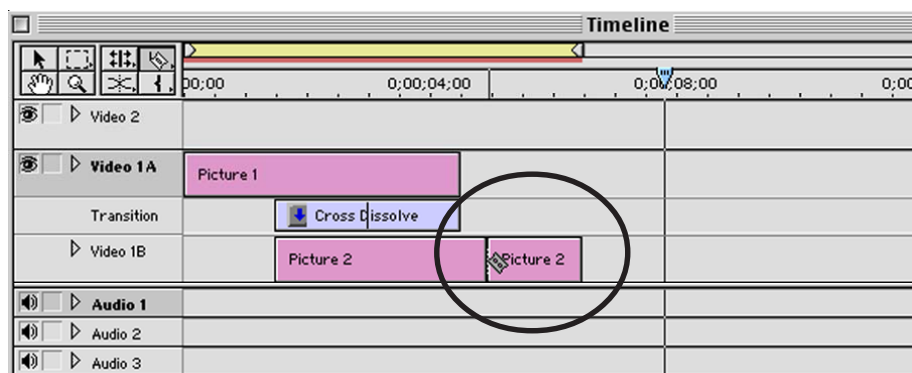 Timeline
00;00 0;00;04;00 0;00;08;00 0;00
Video 2
Video 1A Picture 1
Transition Cross Dissolve
Video 1B Picture 2 Picture 2
Audio 1
Audio 2
Audio 3